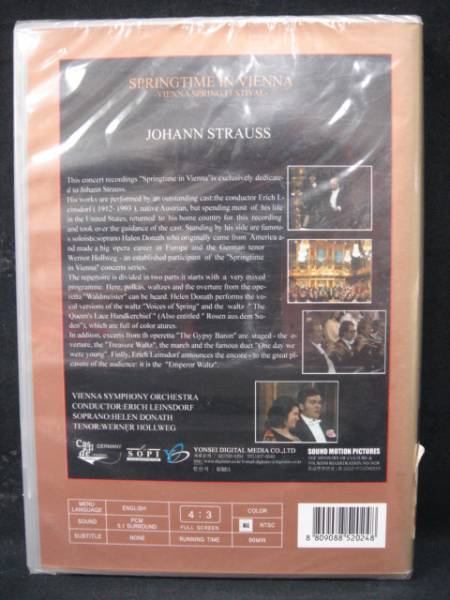 SPRINGTIME IN VIENNA
-VIENNA SPRING FESTIVAL-
JOHANN STRAUSS
This concert recordings "Springtime in Vienna"is exclusively dedicate-
d to Johann Strauss.
His works are performed by an outstanding cast:the conductor Erich Le-
insdorf ( 1912-1993 ), native Austrian, but spending most of his life
in the United States, returned to his home country for this recording
and took over the guidance of the cast. Standing by his side are famou-
s soloists:soprano Helen Donath who originally came from America a-
nd made a big opera career in Europe and the German tenor
Wernor Hollweg - an established participant of the "Springtime
in Vienna" concerts series.
The repertoire is divided in two parts.it starts with a very mixed
programme. Here, polkas, waltzes and the overture from the ope-
retta "Waldmeister" can be heard. Helen Donath performs the vo-
cal versions of the waltz "Voices of Spring" and the waltz " The
Queen's Lace Handkerchief " (Also entitled " Rosen aus dem Su-
den"), which are full of color atures.
In addition, excerts from th operetta "The Gypsy Baron" are staged - the o-
verture, the "Treasure Waltz", the march and the famous duet "One day we
were young". Finlly, Erich Leinsdorf announces the encore - to the great pl-
easure of the audience: it is the "Emperor Waltz".
VIENNA SYMPHONY ORCHESTRA
CONDUCTOR:ERICH LEINSDORF
SOPRANO:HELEN DONATH
TENOR:WERNER HOLLWEG
GERMANY
SOPI
YONSEI DIGITAL MEDIA CO.,LTD
SOUND MOTION PICTURES
MENU LANGUAGE
ENGLISH
SOUND
PCM
5.1 SURROUND
SUBTITLE
NONE
4:3
FULL SCREEN
RUNNING TIME
COLOR
NTSC
90MIN
8 809088 520248